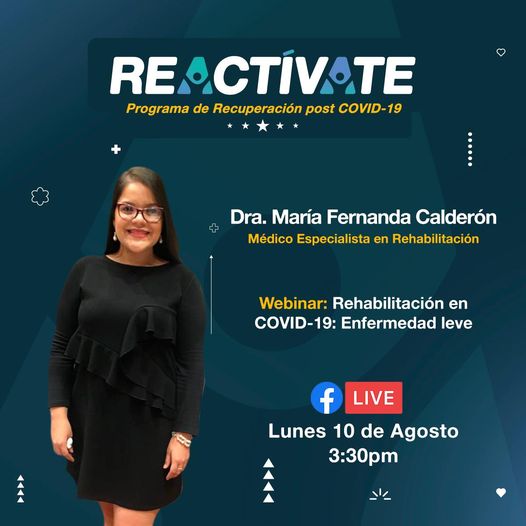 REACTÍVATE
Programa de Recuperación post COVID-19
Dra. María Fernanda Calderón
Médico Especialista en Rehabilitación
Webinar: Rehabilitación en
COVID-19: Enfermedad leve
f LIVE
Lunes 10 de Agosto
3:30pm